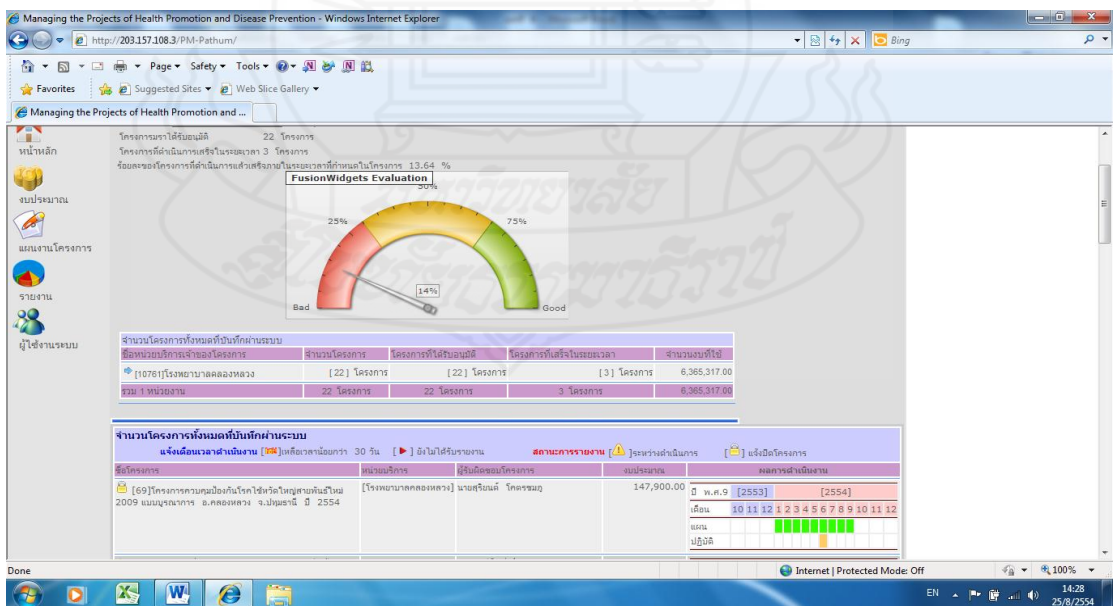 Managing the Projects of Health Promotion and Disease Prevention - Windows Internet Explorer
http://203.157.108.3/PM-Pathum/
Bing
Page Safety Tools
Favorites Suggested Sites Web Slice Gallery
Managing the Projects of Health Promotion and ...
หน้าหลัก
งบประมาณ
แผนงานโครงการ
รายงาน
ผู้ใช้งานระบบ
โครงการมราได้รับอนุมัติ 22 โครงการ
โครงการที่ดำเนินการเสร็จในระยะเวลา 3 โครงการ
ร้อยละของโครงการที่ดำเนินการแล้วเสร็จภายในระยะเวลาที่กำหนดในโครงการ 13.64 %
FusionWidgets Evaluation
50%
25% 75%
14%
Bad Good
จำนวนโครงการทั้งหมดที่บันทึกผ่านระบบ
ชื่อหน่วยบริการเจ้าของโครงการ จำนวนโครงการ โครงการที่ได้รับอนุมัติ โครงการที่เสร็จในระยะเวลา จำนวนงบที่ใช้
[10761]โรงพยาบาลคลองหลวง [22] โครงการ [22] โครงการ [3] โครงการ 6,365,317.00
รวม 1 หน่วยงาน 22 โครงการ 22 โครงการ 3 โครงการ 6,365,317.00
จำนวนโครงการทั้งหมดที่บันทึกผ่านระบบ
แจ้งเตือนเวลาดำเนินงาน []เหลือเวลาน้อยกว่า 30 วัน [] ยังไม่ได้รับรายงาน สถานะการรายงาน []ระหว่างดำเนินการ [] แจ้งปิดโครงการ
ชื่อโครงการ หน่วยบริการ ผู้รับผิดชอบโครงการ งบประมาณ ผลการดำเนินงาน
[69]โครงการควบคุมป้องกันโรคไข้หวัดใหญ่สายพันธุ์ใหม่ [โรงพยาบาลคลองหลวง] นายสุริยนต์ โคตรชมภู 147,900.00 ปี พ.ศ.9 [2553] [2554]
2009 แบบบูรณาการ อ.คลองหลวง จ.ปทุมธานี ปี 2554
เดือน 10 11 12 1 2 3 4 5 6 7 8 9 10 11 12
แผน
ปฏิบัติ
Done Internet | Protected Mode: Off 100%
EN 14:28
25/8/2554